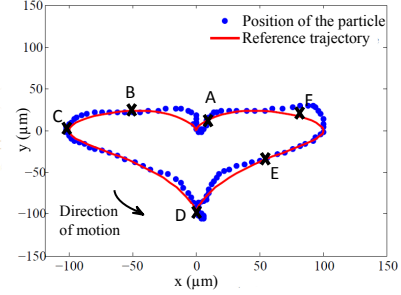 150
100
50
0
−50
−100
−150
−100
−50
0
50
100
150
y (µm)
x (µm)
Position of the particle
Reference trajectory
A
B
C
D
E
F
Direction
of motion